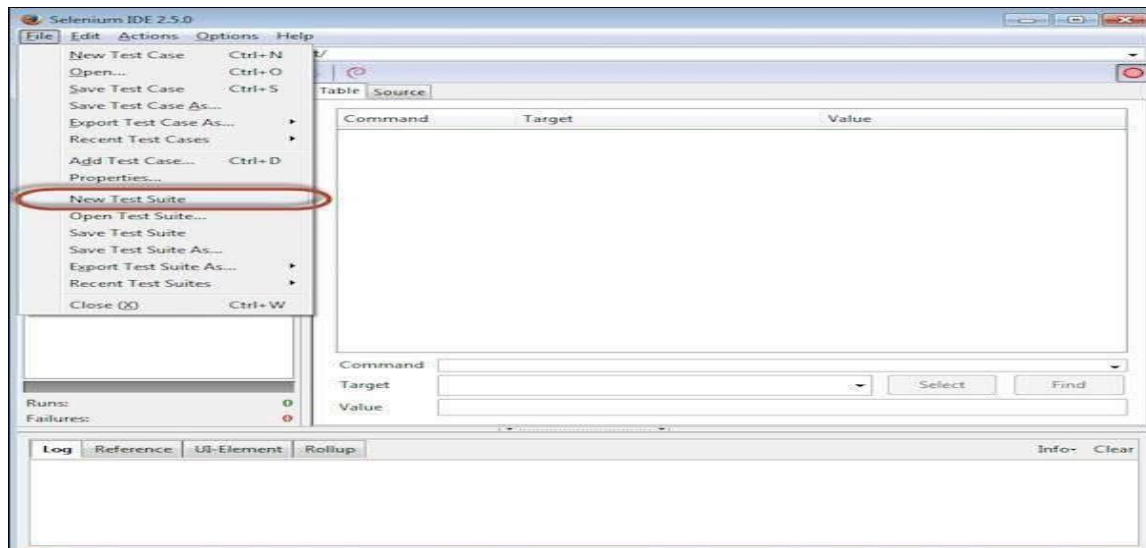 Selenium IDE 2.5.0
File Edit Actions Options Help
New Test Case Ctrl+N
Open... Ctrl+O
Save Test Case Ctrl+S
Save Test Case As...
Export Test Case As...
Recent Test Cases
Add Test Case... Ctrl+D
Properties...
New Test Suite
Open Test Suite...
Save Test Suite
Save Test Suite As...
Export Test Suite As...
Recent Test Suites
Close (X) Ctrl+W
t/
Table Source
Command Target Value
Command
Target Select Find
Value
Runs: 0
Failures: 0
Log Reference UI-Element Rollup Info Clear